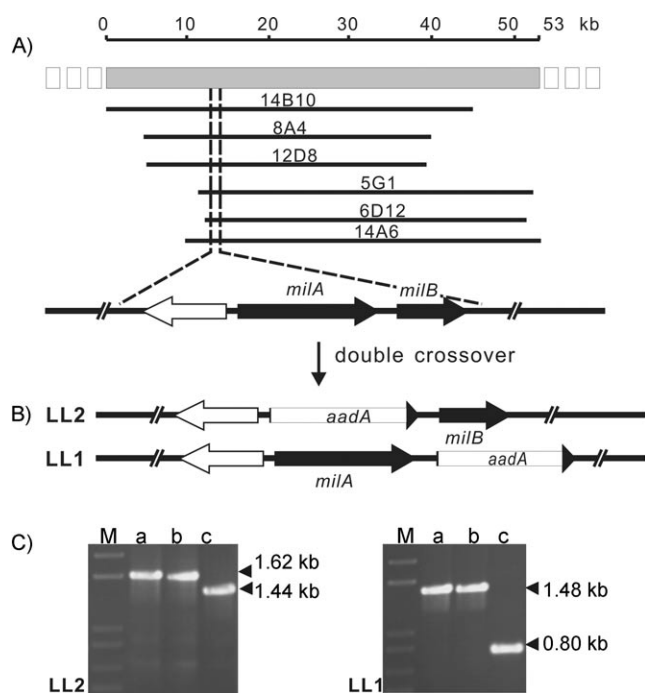 0 10 20 30 40 50 53 kb
A)
14B10
8A4
12D8
5G1
6D12
14A6
milA milB
double crossover
B) LL2 aadA
milB
LL1 aadA
milA
C) M a b c M a b c
1.62 kb
1.44 kb 1.48 kb
0.80 kb
LL2 LL1